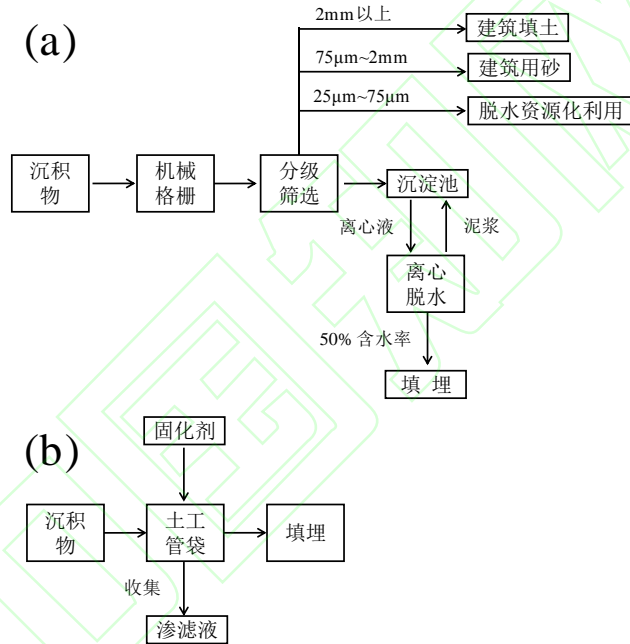 (a)
2mm以上
建筑填土
75μm~2mm
建筑用砂
25μm~75μm
脱水资源化利用
沉积
物
机械
格栅
分级
筛选
沉淀池
离心液
泥浆
离心
脱水
50% 含水率
填 埋
(b)
固化剂
沉积
物
土工
管袋
填埋
收集
渗滤液